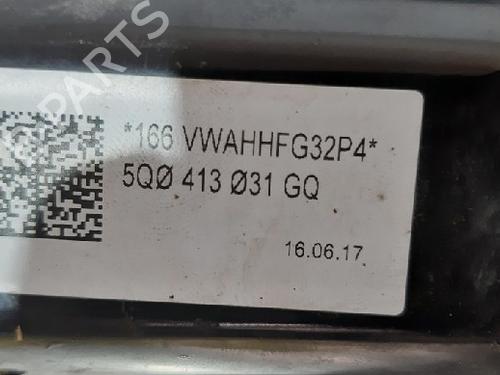 *166 VWAHHFG32P4*
5QØ 413 Ø31 GQ
16.06.17